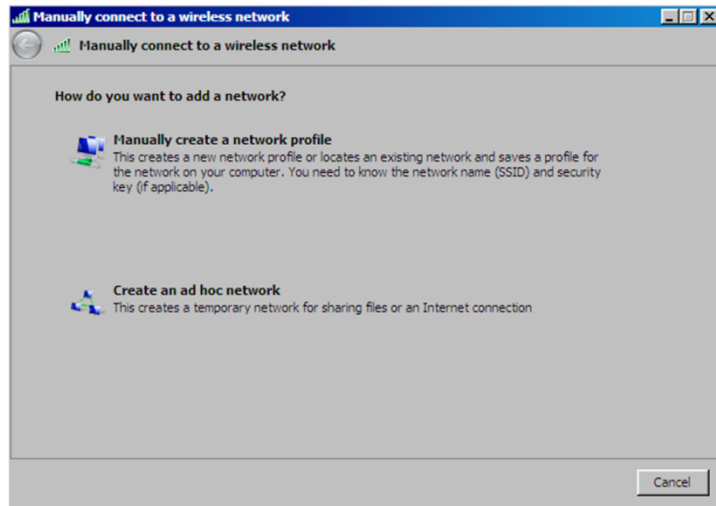 Manually connect to a wireless network
Manually connect to a wireless network
How do you want to add a network?
Manually create a network profile
This creates a new network profile or locates an existing network and saves a profile for
the network on your computer. You need to know the network name (SSID) and security
key (if applicable).
Create an ad hoc network
This creates a temporary network for sharing files or an Internet connection
Cancel